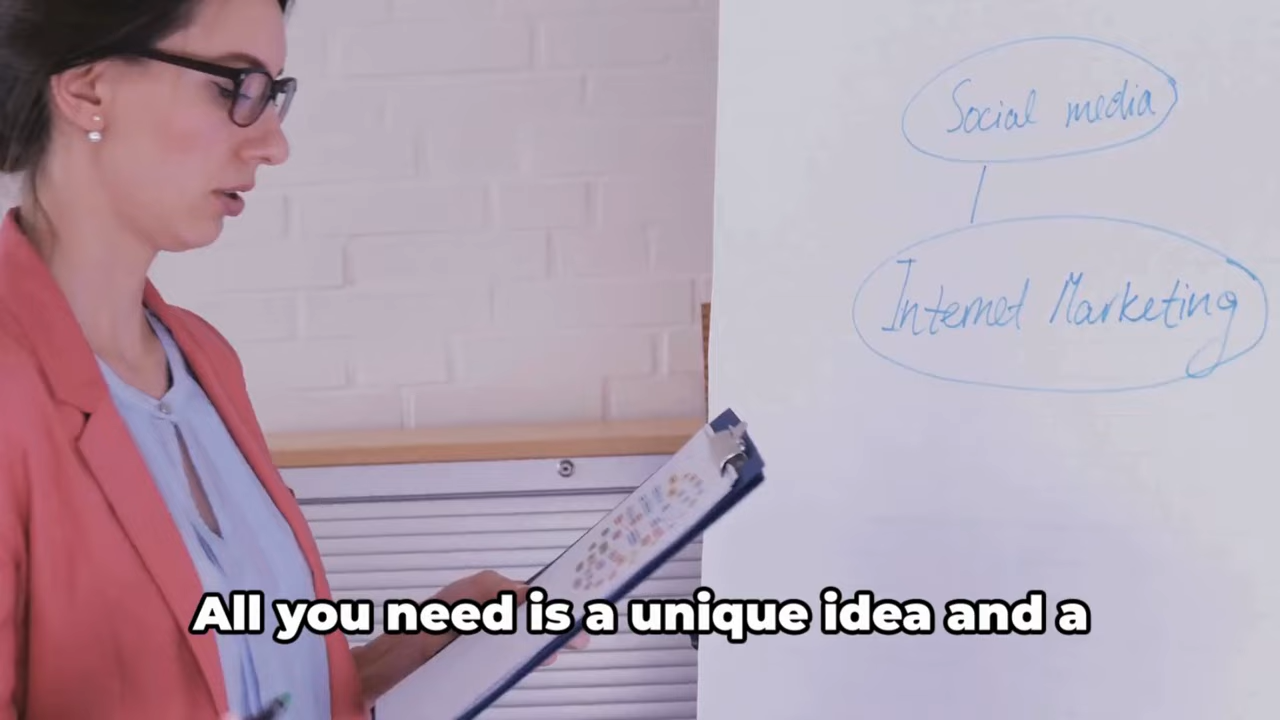 Social media
Internet Marketing
All you need is a unique idea and a